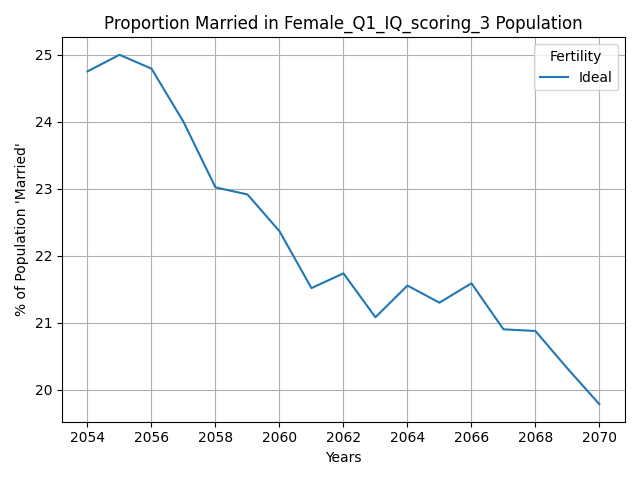 Proportion Married in Female_Q1_IQ_scoring_3 Population
Fertility
Ideal
% of Population 'Married'
25
24
23
22
21
20
2054 2056 2058 2060 2062 2064 2066 2068 2070
Years